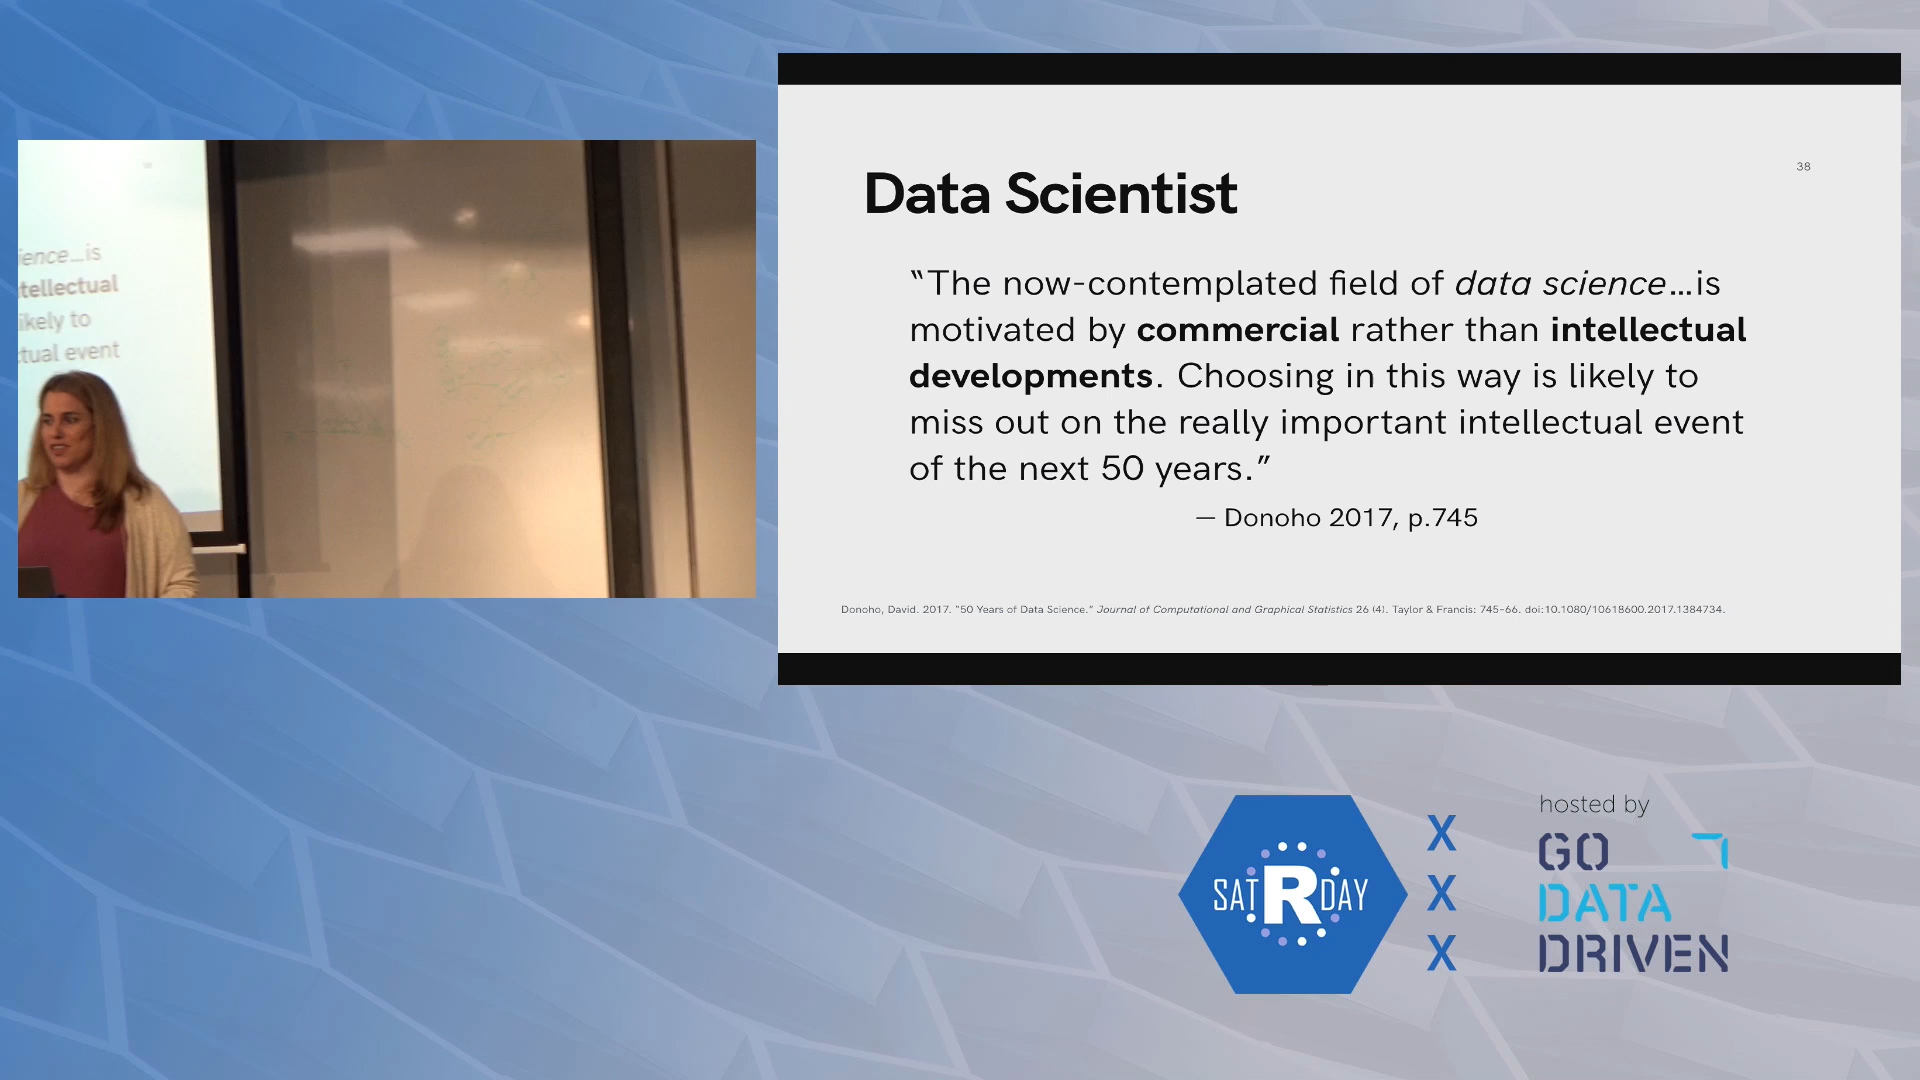 ience...is
tellectual
ikely to
tual event
38
Data Scientist
“The now-contemplated field of data science...is
motivated by commercial rather than intellectual
developments. Choosing in this way is likely to
miss out on the really important intellectual event
of the next 50 years.”
— Donoho 2017, p.745
Donoho, David. 2017. “50 Years of Data Science.” Journal of Computational and Graphical Statistics 26 (4). Taylor & Francis: 745–66. doi:10.1080/10618600.2017.1384734.
SATRDAY
X
X
X
hosted by
GO
DATA
DRIVEN